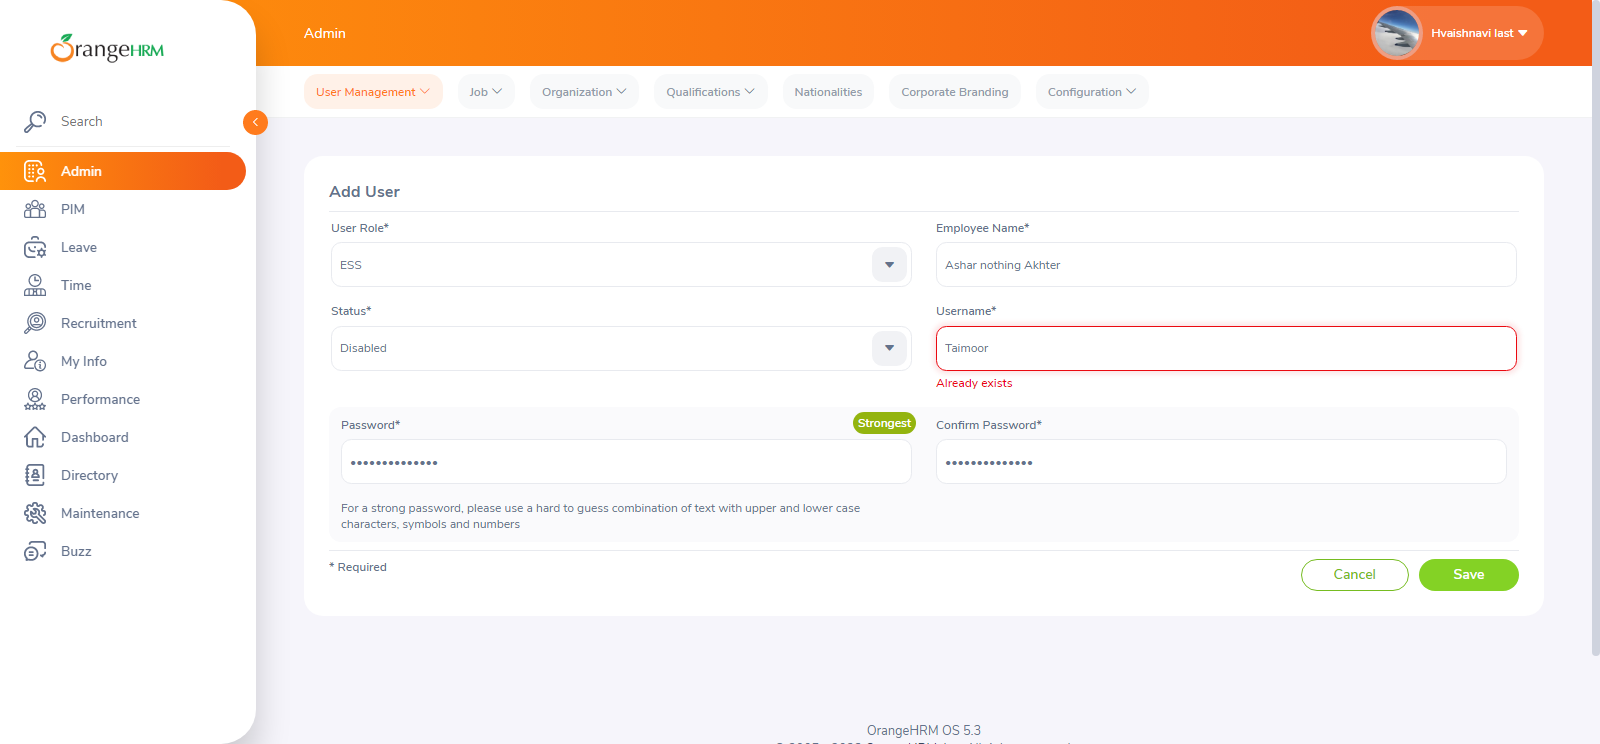 OrangeHRM
Admin
Hvaishnavi last
User Management
Job
Organization
Qualifications
Nationalities
Corporate Branding
Configuration
Search
Admin
PIM
Leave
Time
Recruitment
My Info
Performance
Dashboard
Directory
Maintenance
Buzz
Add User
User Role*
Employee Name*
ESS
Ashar nothing Akhter
Status*
Username*
Disabled
Taimoor
Already exists
Password*
Strongest
Confirm Password*
For a strong password, please use a hard to guess combination of text with upper and lower case
characters, symbols and numbers
* Required
Cancel
Save
OrangeHRM OS 5.3